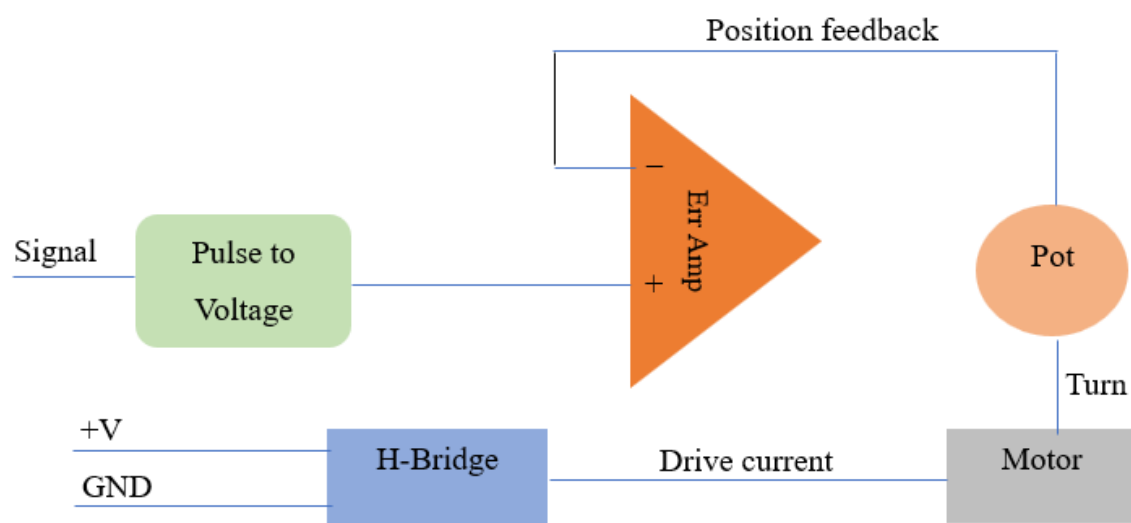 Position feedback
−
Err Amp
+
Signal
Pulse to
Voltage
Pot
Turn
+V
GND
H-Bridge
Drive current
Motor